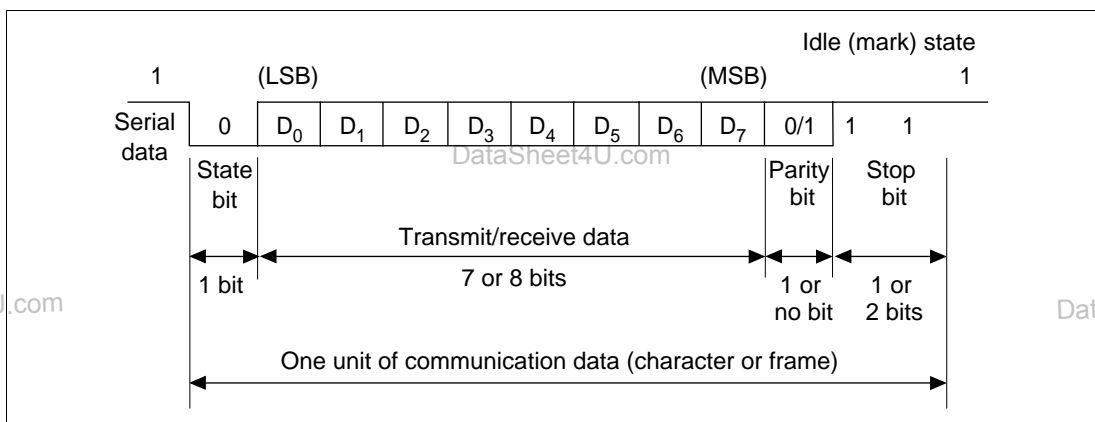 Idle (mark) state
1 (LSB) (MSB) 1
Serial data 0 D0 D1 D2 D3 D4 D5 D6 D7 0/1 1 1
DataSheet4U.com
State bit Parity bit Stop bit
Transmit/receive data
1 bit 7 or 8 bits 1 or no bit 1 or 2 bits
J.com Dat
One unit of communication data (character or frame)